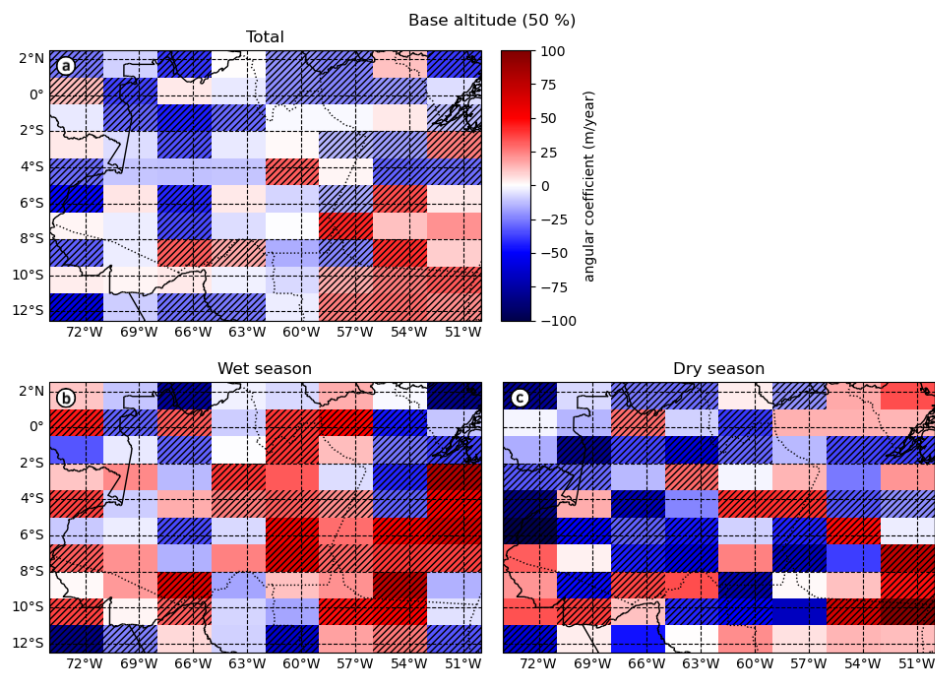 Base altitude (50 %)
Total
a
2°N
0°
2°S
4°S
6°S
8°S
10°S
12°S
72°W 69°W 66°W 63°W 60°W 57°W 54°W 51°W
100
75
50
25
0
−25
−50
−75
−100
angular coefficient (m/year)
Wet season
b
2°N
0°
2°S
4°S
6°S
8°S
10°S
12°S
72°W 69°W 66°W 63°W 60°W 57°W 54°W 51°W
Dry season
c
72°W 69°W 66°W 63°W 60°W 57°W 54°W 51°W